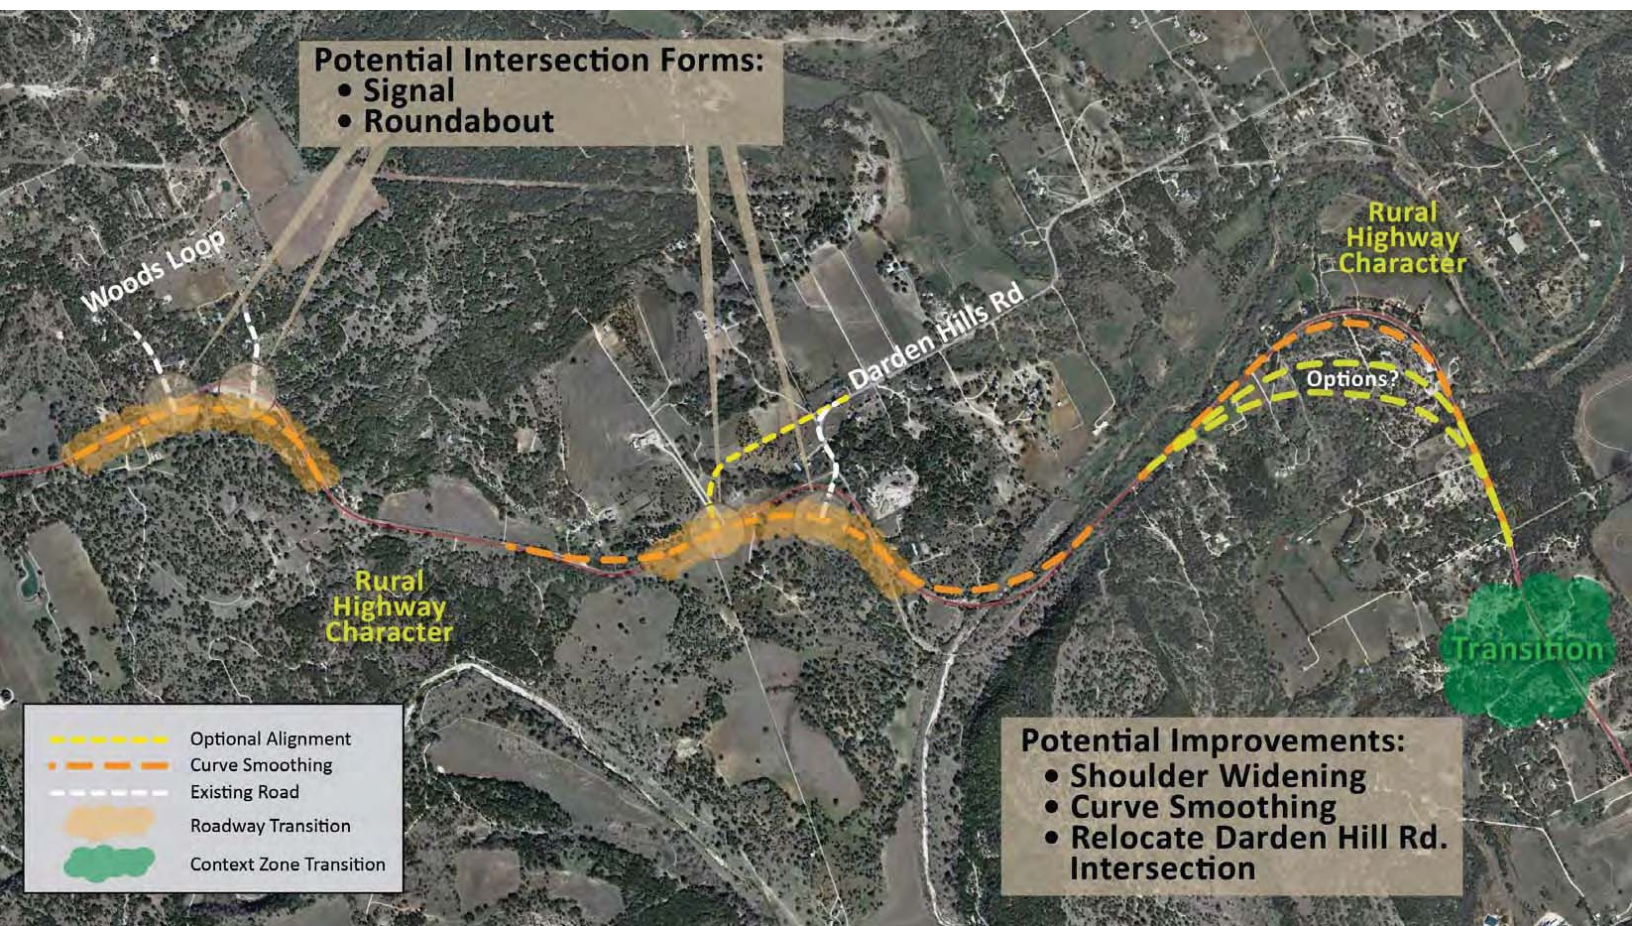 Potential Intersection Forms:
• Signal
• Roundabout
Woods Loop
Darden Hills Rd
Rural
Highway
Character
Options?
Rural
Highway
Character
Transition
Optional Alignment
Curve Smoothing
Existing Road
Roadway Transition
Context Zone Transition
Potential Improvements:
• Shoulder Widening
• Curve Smoothing
• Relocate Darden Hill Rd.
Intersection